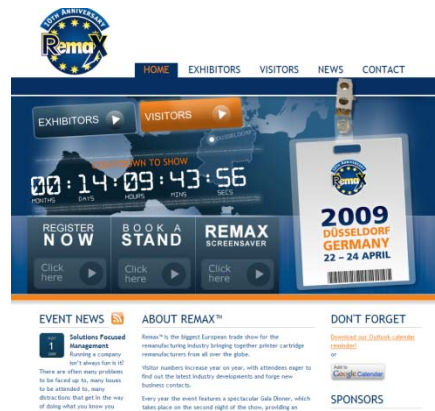 10TH ANNIVERSARY
RemaX
HOME EXHIBITORS VISITORS NEWS CONTACT
EXHIBITORS
VISITORS
DÜSSELDORF
TO SHOW
00:14:09:43:56
MONTHS DAYS HOURS MINS SECS
REGISTER
NOW
Click
here
BOOK A
STAND
Click
here
REMAX
SCREENSAVER
Click
here
10TH ANNIVERSARY
RemaX
2009
DÜSSELDORF
GERMANY
22 – 24 APRIL
EVENT NEWS
1
Solutions Focused
Management
Running a company
isn't always fun is it?
There are often many problems
to be faced up to, many issues
to be attended to, many
distractions that get in the way
of doing what you know you
ABOUT REMAX™
Remax™ is the biggest European trade show for the
remanufacturing industry bringing together printer cartridge
remanufacturers from all over the globe.
Visitor numbers increase year on year, with attendees eager to
find out the latest industry developments and forge new
business contacts.
Every year the event features a spectacular Gala Dinner, which
takes place on the second night of the show, providing an
DON'T FORGET
Download our Outlook calendar
reminder!
or
Add to
Google Calendar
SPONSORS